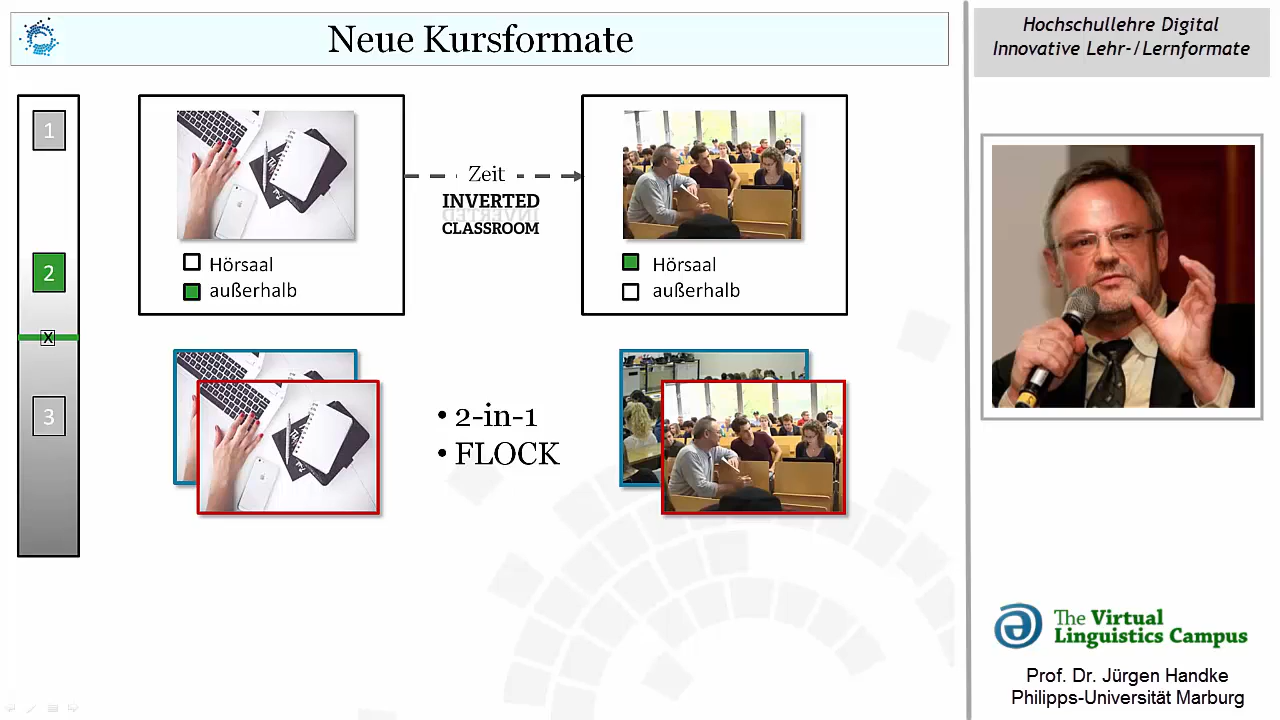 Neue Kursformate
Hochschullehre Digital
Innovative Lehr-/Lernformate
1
2
X
3
Zeit
INVERTED
CLASSROOM
Hörsaal
außerhalb
Hörsaal
außerhalb
• 2-in-1
• FLOCK
The Virtual
Linguistics Campus
Prof. Dr. Jürgen Handke
Philipps-Universität Marburg